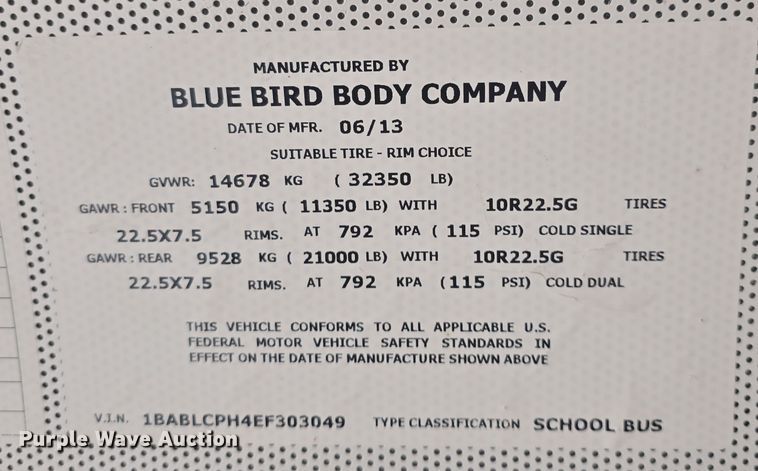 MANUFACTURED BY
BLUE BIRD BODY COMPANY
DATE OF MFR. 06/13
SUITABLE TIRE - RIM CHOICE
GVWR: 14678 KG ( 32350 LB)
GAWR : FRONT 5150 KG ( 11350 LB) WITH 10R22.5G TIRES
22.5X7.5 RIMS. AT 792 KPA ( 115 PSI) COLD SINGLE
GAWR : REAR 9528 KG ( 21000 LB) WITH 10R22.5G TIRES
22.5X7.5 RIMS. AT 792 KPA ( 115 PSI) COLD DUAL
THIS VEHICLE CONFORMS TO ALL APPLICABLE U.S.
FEDERAL MOTOR VEHICLE SAFETY STANDARDS IN
EFFECT ON THE DATE OF MANUFACTURE SHOWN ABOVE
V.I.N. 1BABLCPH4EF303049 TYPE CLASSIFICATION SCHOOL BUS
Purple Wave Auction